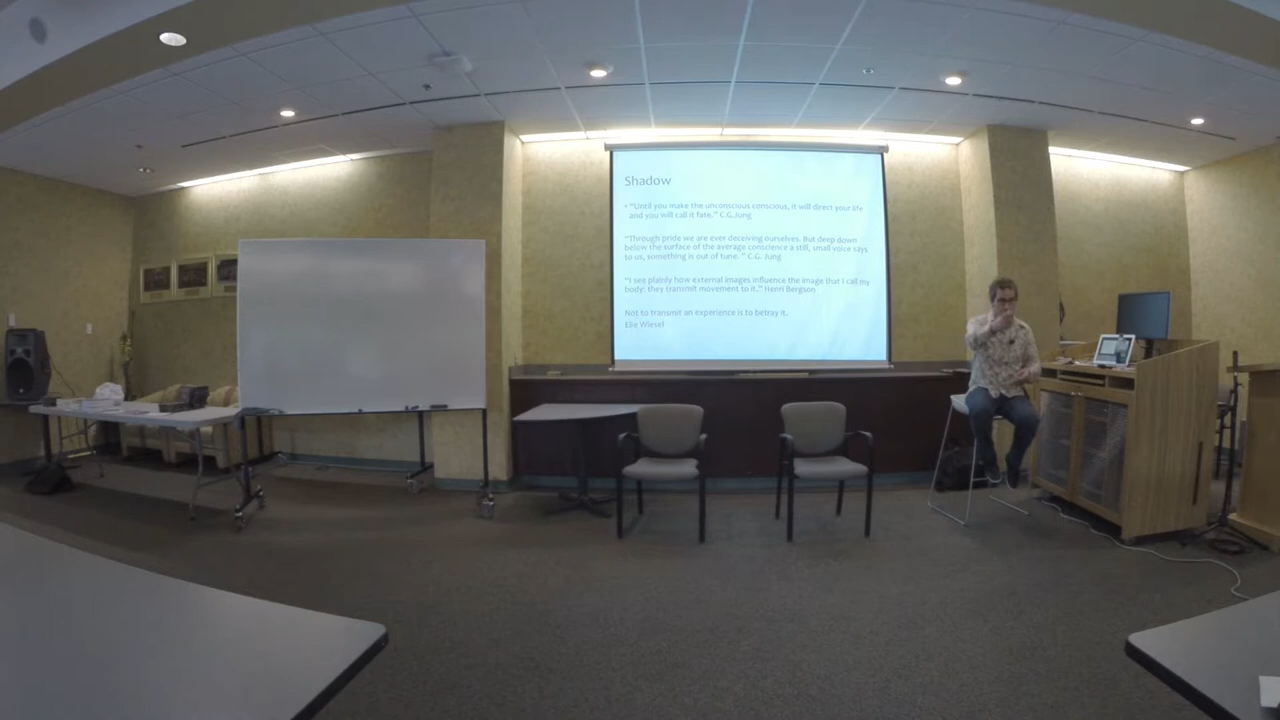 Shadow
• "Until you make the unconscious conscious, it will direct your life
and you will call it fate." C.G.Jung
"Through pride we are ever deceiving ourselves. But deep down
below the surface of the average conscience a still, small voice says
to us, something is out of tune. " C.G. Jung
"I see plainly how external images influence the image that I call my
body: they transmit movement to it." Henri Bergson
Not to transmit an experience is to betray it.
Elie Wiesel